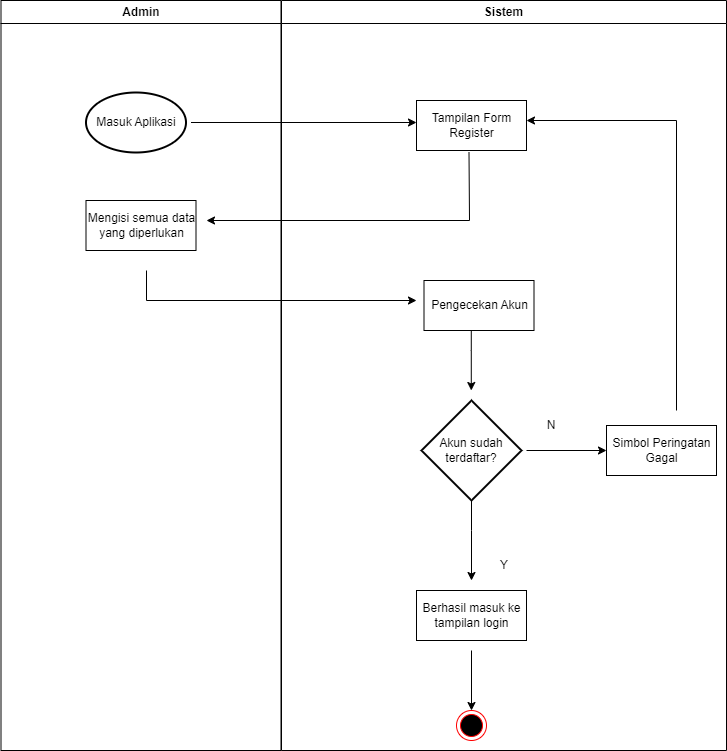 Admin
Sistem
Masuk Aplikasi
Tampilan Form
Register
Mengisi semua data
yang diperlukan
Pengecekan Akun
Akun sudah
terdaftar?
N
Simbol Peringatan
Gagal
Y
Berhasil masuk ke
tampilan login